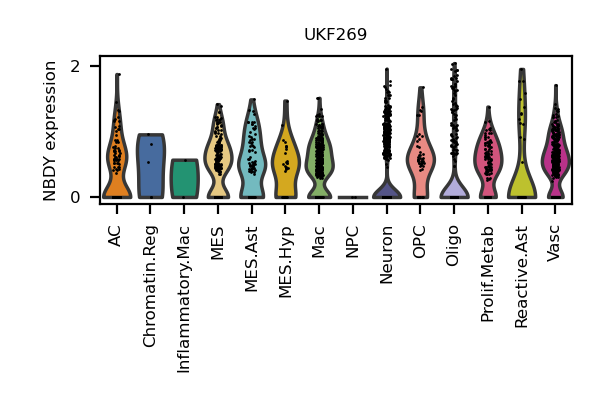 UKF269
NBDY expression
2
0
AC
Chromatin.Reg
Inflammatory.Mac
MES
MES.Ast
MES.Hyp
Mac
NPC
Neuron
OPC
Oligo
Prolif.Metab
Reactive.Ast
Vasc